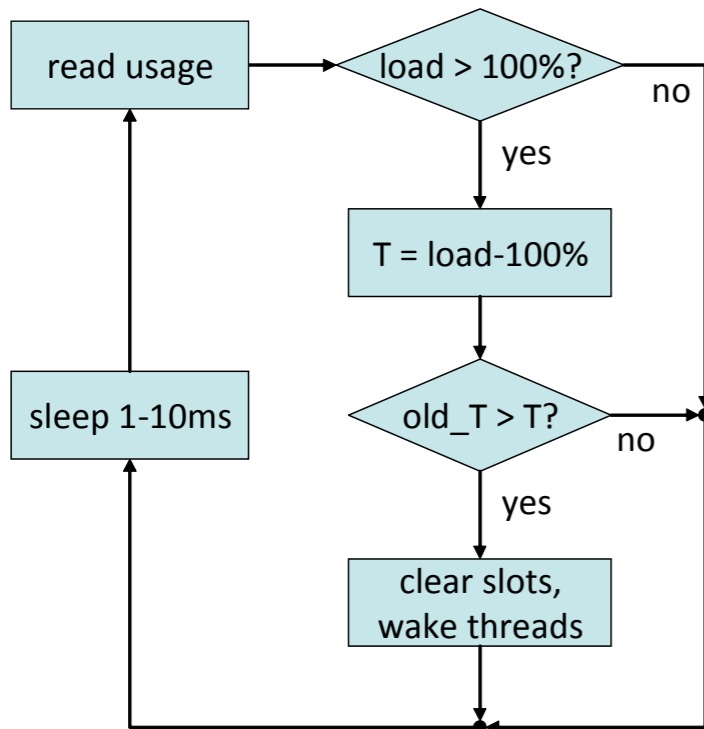 read usage
load > 100%?
no
yes
T = load-100%
sleep 1-10ms
old_T > T?
no
yes
clear slots,
wake threads